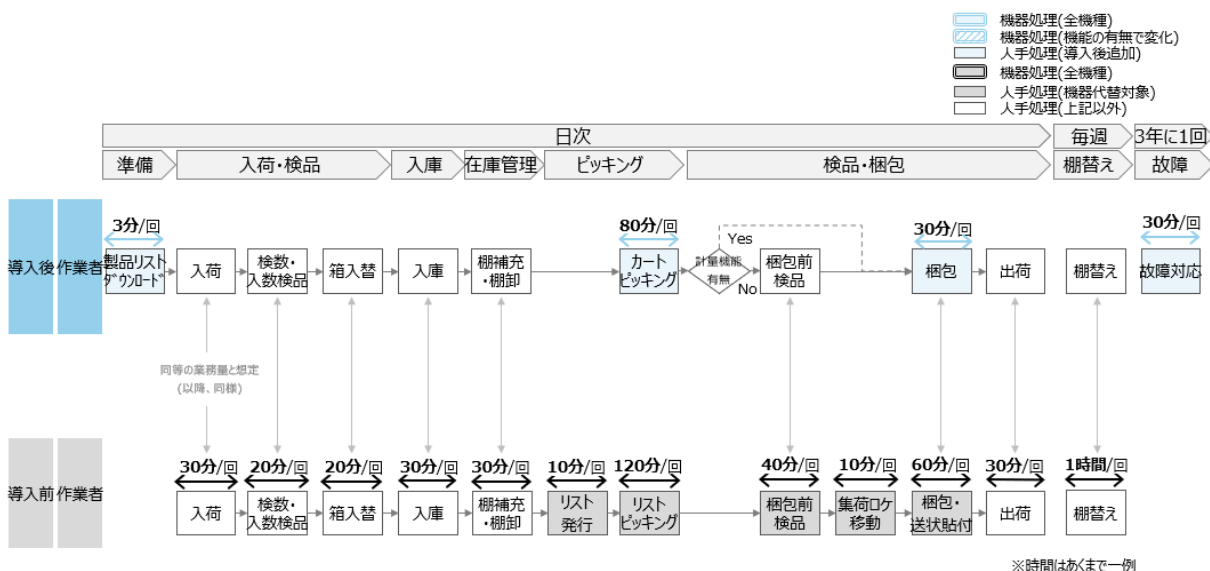 機器処理(全機種)
機器処理(機能の有無で変化)
人手処理(導入後追加)
機器処理(全機種)
人手処理(機器代替対象)
人手処理(上記以外)
日次
毎週
3年に1回
準備
入荷・検品
入庫
在庫管理
ピッキング
検品・梱包
棚替え
故障
導入後
作業者
3分/回
80分/回
30分/回
30分/回
製品リスト
ダウンロード
入荷
検数・
入数検品
箱入替
入庫
棚補充
・棚卸
カート
ピッキング
計量機能
有無
Yes
No
梱包前
検品
梱包
出荷
棚替え
故障対応
同等の業務量と想定
(以降、同様)
導入前
作業者
30分/回
20分/回
20分/回
30分/回
30分/回
10分/回
120分/回
40分/回
10分/回
60分/回
30分/回
1時間/回
入荷
検数・
入数検品
箱入替
入庫
棚補充
・棚卸
リスト
発行
リスト
ピッキング
梱包前
検品
集荷ロケ
移動
梱包・
送状貼付
出荷
棚替え
※時間はあくまで一例